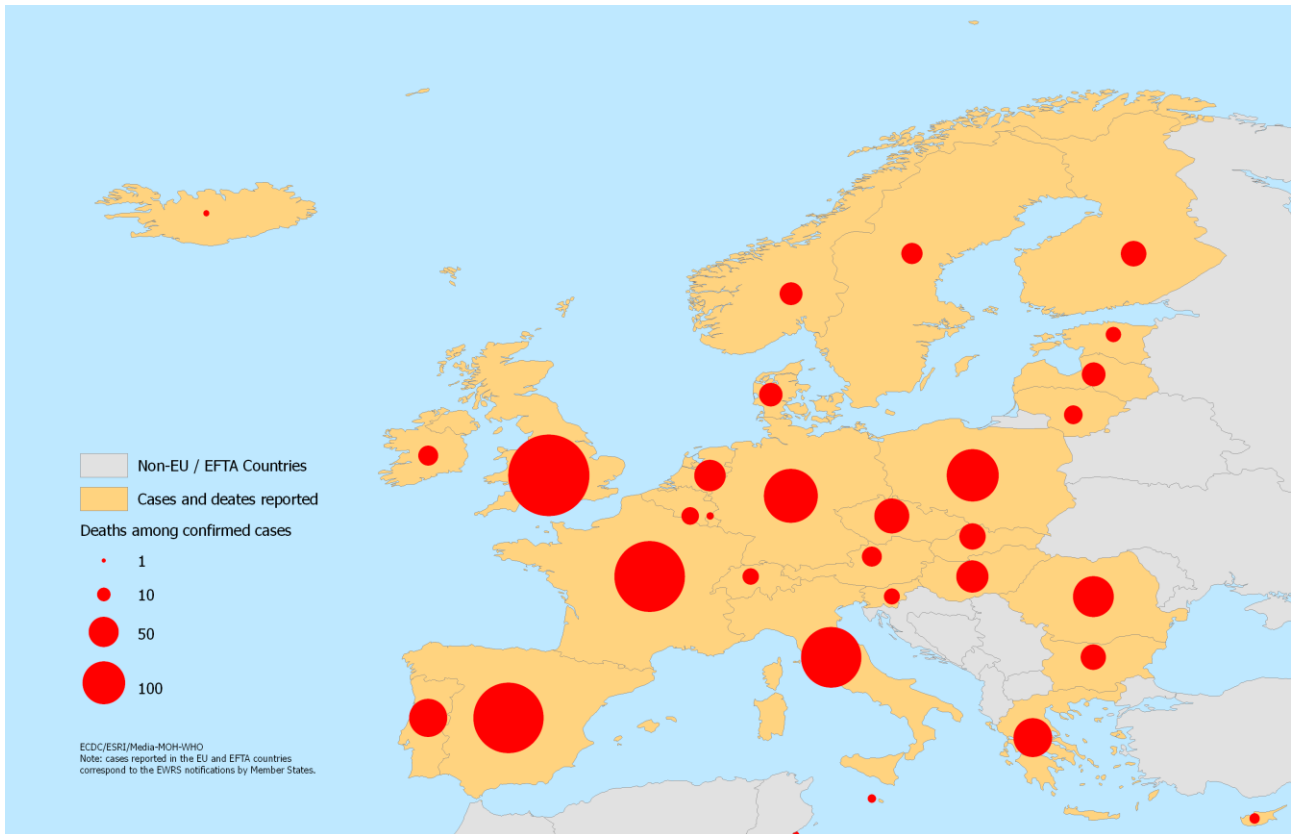 Non-EU / EFTA Countries
Cases and deates reported
Deaths among confirmed cases
1
10
50
100
ECDC/ESRI/Media-MOH-WHO
Note: cases reported in the EU and EFTA countries
correspond to the EWRS notifications by Member States.